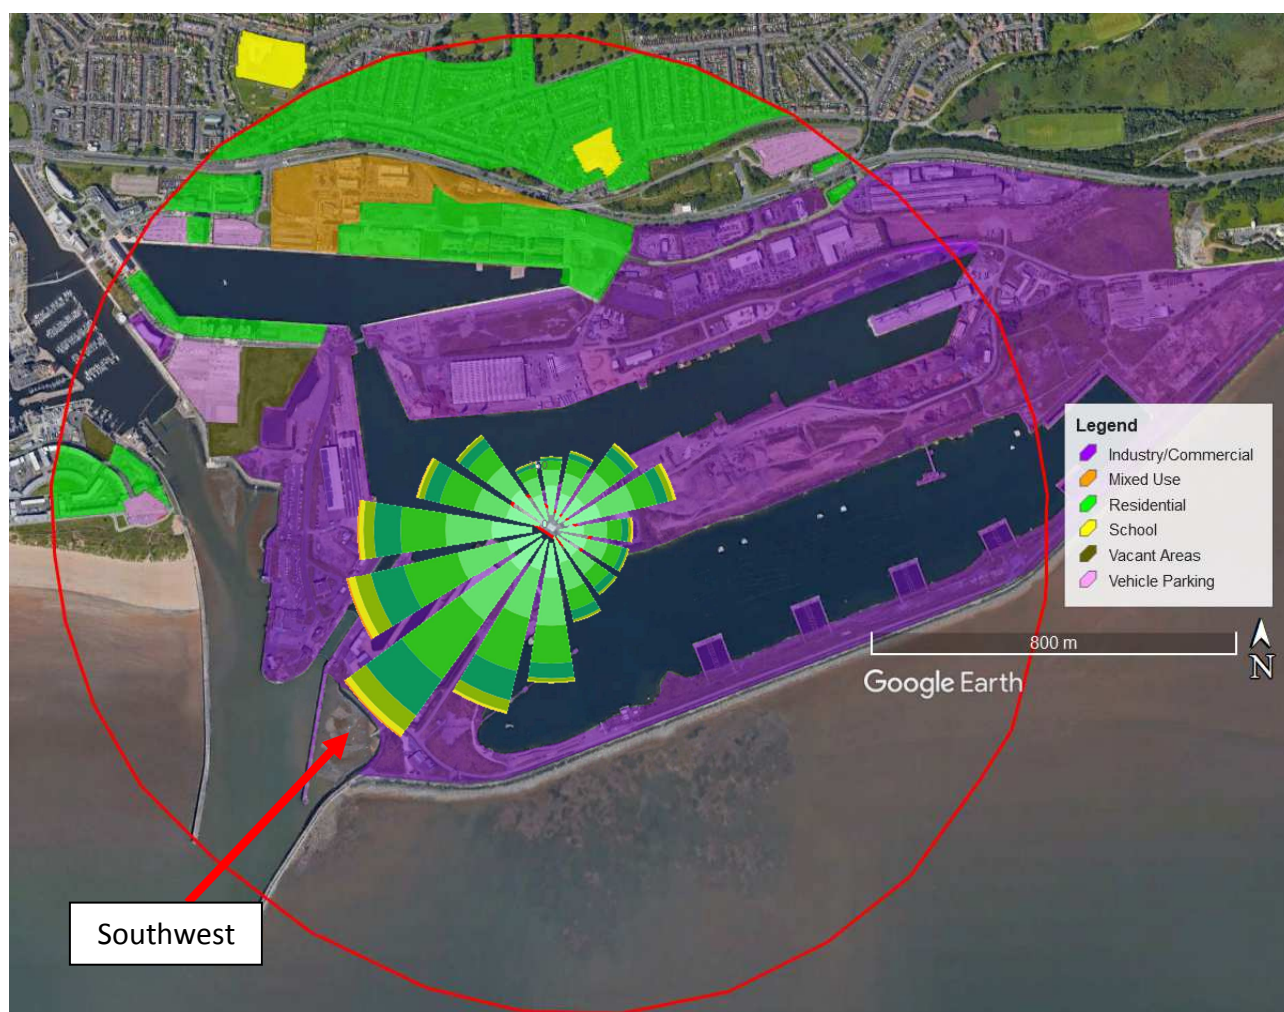 Legend
Industry/Commercial
Mixed Use
Residential
School
Vacant Areas
Vehicle Parking
800 m
N
Google Earth
Southwest